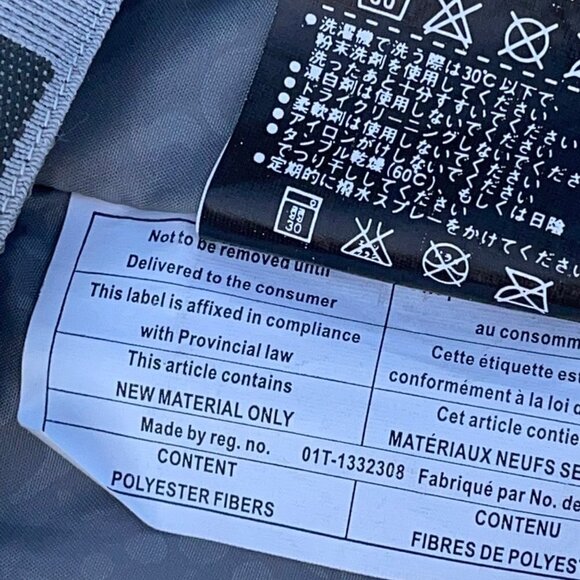 洗濯機で洗う際は30℃以下で、
粉末洗剤を使用してください
洗ったあと十分すすいでください
漂白剤は使用しないでください
ドライクリーニングしないでください
柔軟剤は使用しないでください
アイロンがけしないでください
タンブル乾燥(60℃)もしくは日陰
でつり干ししてください
定期的に撥水スプレーをかけてください
弱
30
Not to be removed until
Delivered to the consumer
This label is affixed in compliance
with Provincial law
This article contains
NEW MATERIAL ONLY
Made by reg. no. 01T-1332308 Fabriqué par No. de
CONTENT
POLYESTER FIBERS
au consomm
Cette étiquette est
conformément à la loi d
Cet article contie
MATÉRIAUX NEUFS SE
CONTENU
FIBRES DE POLYES